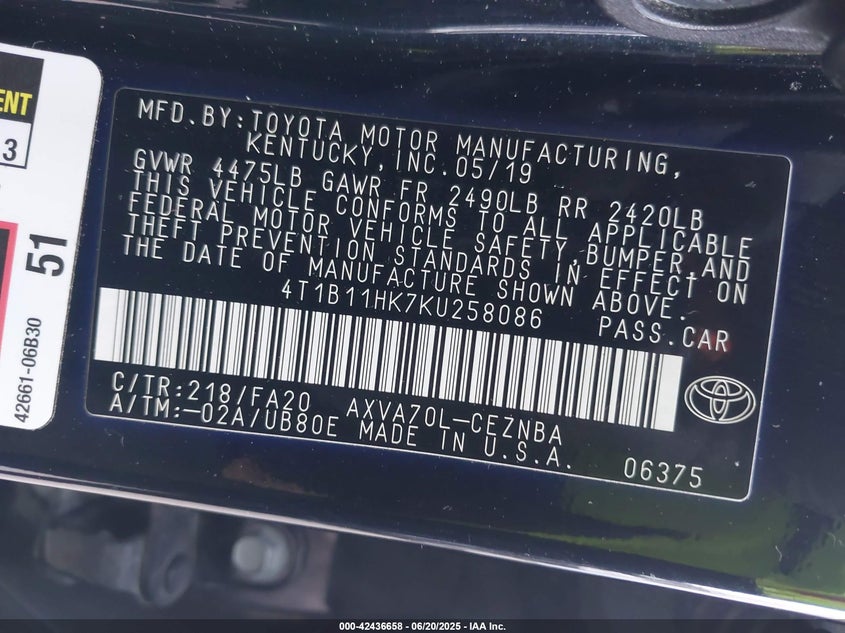 ENT
3
51
42661-06B30
MFD.BY:TOYOTA MOTOR MANUFACTURING,
KENTUCKY,INC.05/19
GVWR 4475LB GAWR FR 2490LB RR 2420LB
THIS VEHICLE CONFORMS TO ALL APPLICABLE
FEDERAL MOTOR VEHICLE SAFETY,BUMPER,AND
THEFT PREVENTION STANDARDS IN EFFECT ON
THE DATE OF MANUFACTURE SHOWN ABOVE.
4T1B11HK7KU258086 PASS.CAR
C/TR:218/FA20 AXVA70L-CEZNBA
A/TM:-02A/UB80E MADE IN U.S.A. 06375
000-42436658 - 06/20/2025 - IAA Inc.